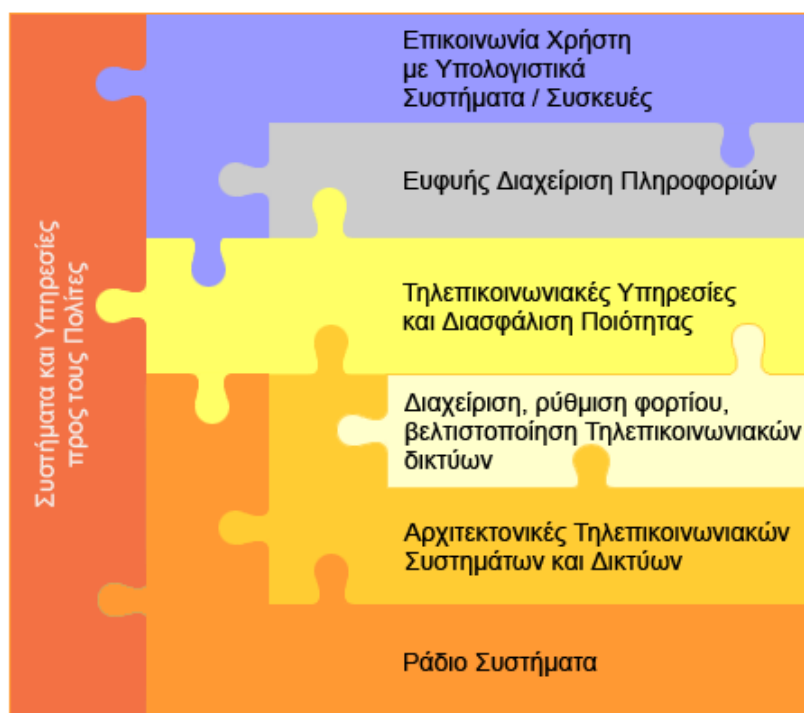 Συστήματα και Υπηρεσίες
προς τους Πολίτες
Επικοινωνία Χρήστη
με Υπολογιστικά
Συστήματα / Συσκευές
Ευφυής Διαχείριση Πληροφοριών
Τηλεπικοινωνιακές Υπηρεσίες
και Διασφάλιση Ποιότητας
Διαχείριση, ρύθμιση φορτίου,
βελτιστοποίηση Τηλεπικοινωνιακών
δικτύων
Αρχιτεκτονικές Τηλεπικοινωνιακών
Συστημάτων και Δικτύων
Ράδιο Συστήματα